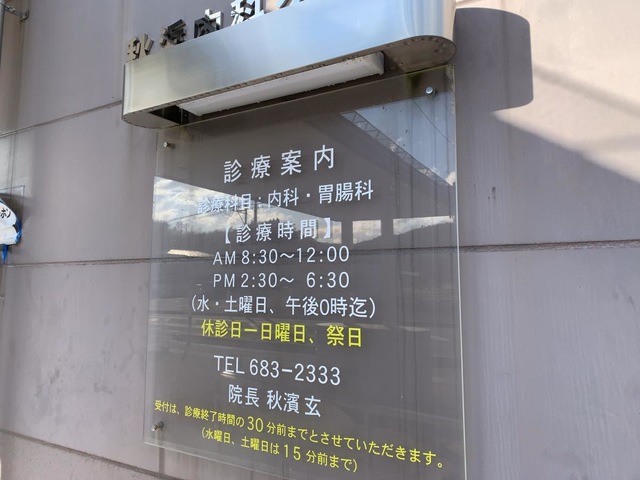 内科
診療案内
診療科目：内科・胃腸科
【診療時間】
AM 8:30～12:00
PM 2:30～ 6:30
（水・土曜日、午後0時迄）
休診日ー日曜日、祭日
TEL 683-2333
院長 秋濱 玄
受付は、診療終了時間の30分前までとさせていただきます。
（水曜日、土曜日は15分前まで）